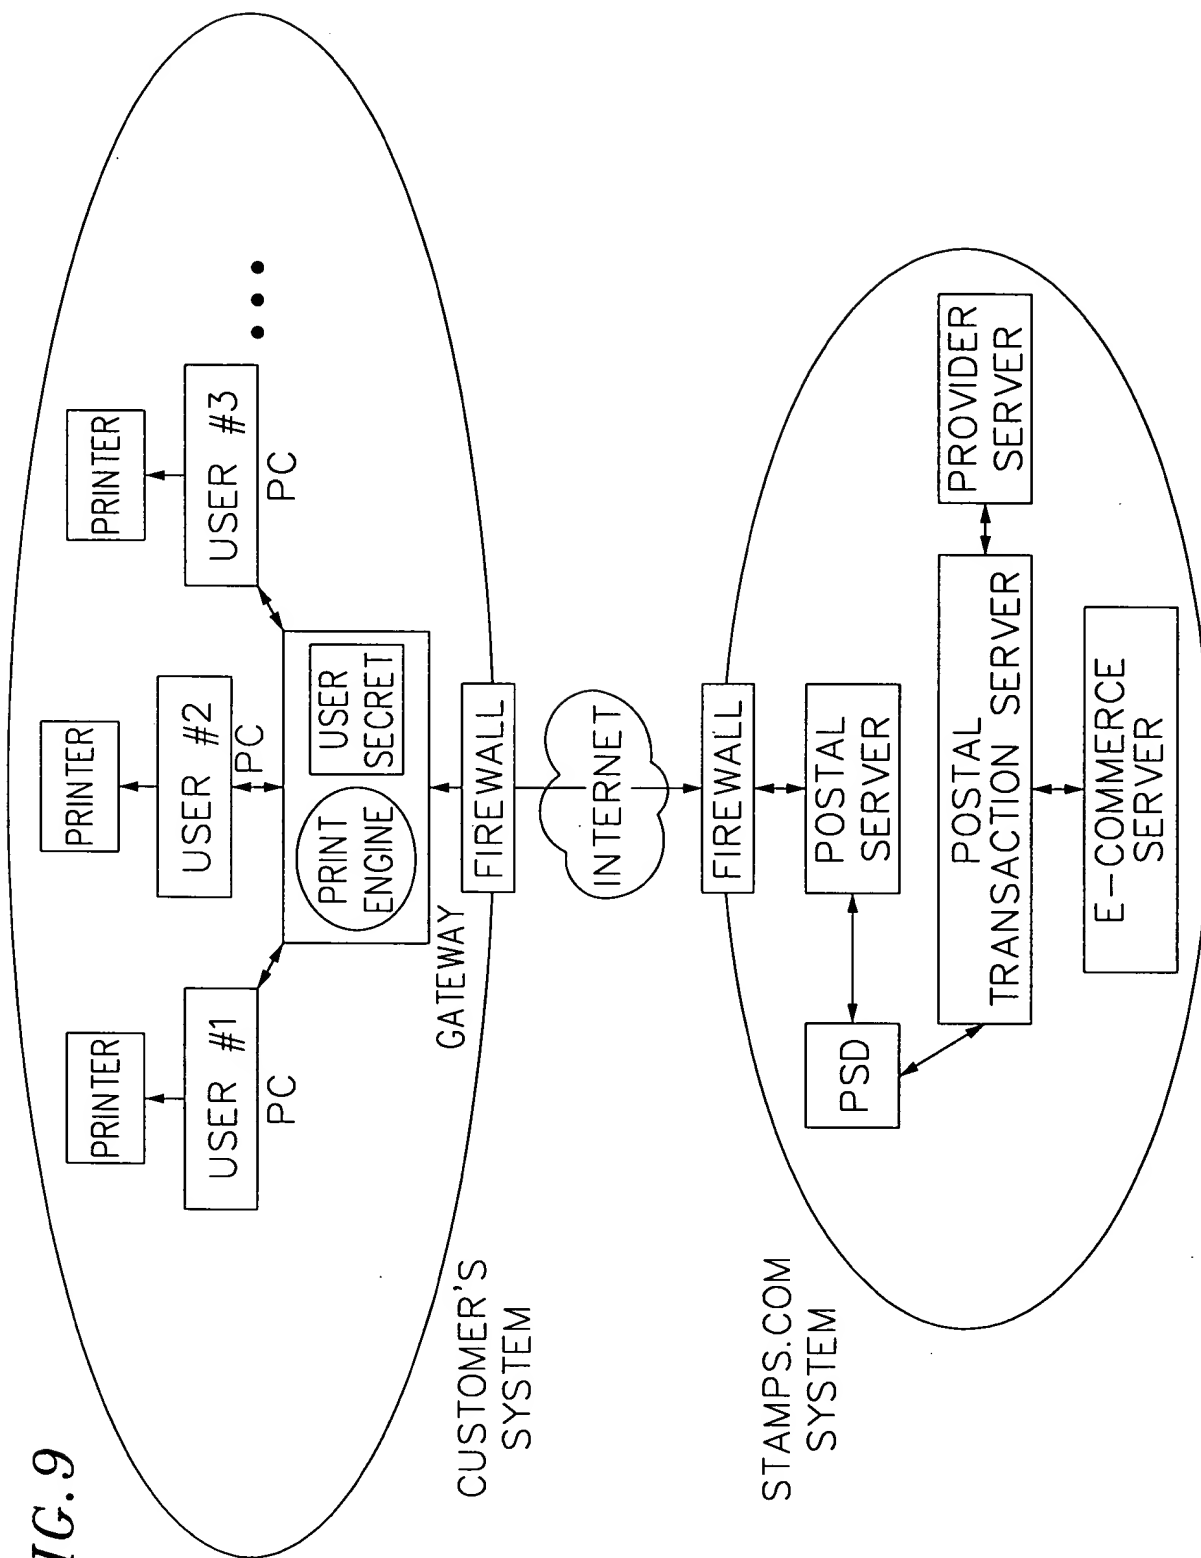 IG.9
PRINTER
PRINTER
PRINTER
USER #1
PC
USER #2
PC
USER #3
PC
PRINT
ENGINE
USER
SECRET
GATEWAY
FIREWALL
CUSTOMER'S
SYSTEM
INTERNET
STAMPS.COM
SYSTEM
FIREWALL
POSTAL
SERVER
PSD
POSTAL
TRANSACTION SERVER
PROVIDER
SERVER
E-COMMERCE
SERVER